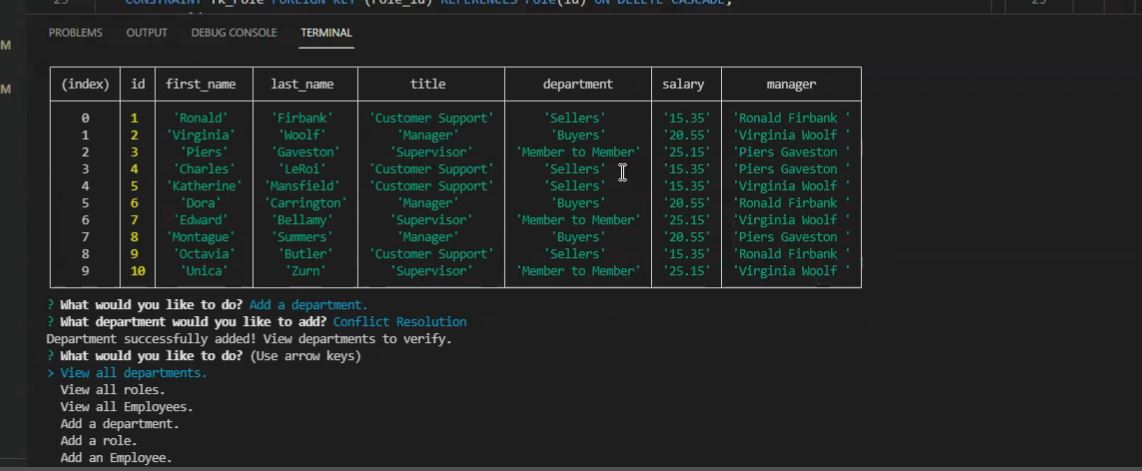 25 CONSTRAINT fk_role FOREIGN KEY (role_id) REFERENCES role(id) ON DELETE CASCADE, 25
PROBLEMS OUTPUT DEBUG CONSOLE TERMINAL
M
M
(index) id first_name last_name title department salary manager
0 1 'Ronald' 'Firbank' 'Customer Support' 'Sellers' '15.35' 'Ronald Firbank '
1 2 'Virginia' 'Woolf' 'Manager' 'Buyers' '20.55' 'Virginia Woolf '
2 3 'Piers' 'Gaveston' 'Supervisor' 'Member to Member' '25.15' 'Piers Gaveston '
3 4 'Charles' 'LeRoi' 'Customer Support' 'Sellers' '15.35' 'Piers Gaveston '
4 5 'Katherine' 'Mansfield' 'Customer Support' 'Sellers' '15.35' 'Virginia Woolf '
5 6 'Dora' 'Carrington' 'Manager' 'Buyers' '20.55' 'Ronald Firbank '
6 7 'Edward' 'Bellamy' 'Supervisor' 'Member to Member' '25.15' 'Virginia Woolf '
7 8 'Montague' 'Summers' 'Manager' 'Buyers' '20.55' 'Piers Gaveston '
8 9 'Octavia' 'Butler' 'Customer Support' 'Sellers' '15.35' 'Ronald Firbank '
9 10 'Unica' 'Zurn' 'Supervisor' 'Member to Member' '25.15' 'Virginia Woolf '
? What would you like to do? Add a department.
? What department would you like to add? Conflict Resolution
Department successfully added! View departments to verify.
? What would you like to do? (Use arrow keys)
> View all departments.
View all roles.
View all Employees.
Add a department.
Add a role.
Add an Employee.